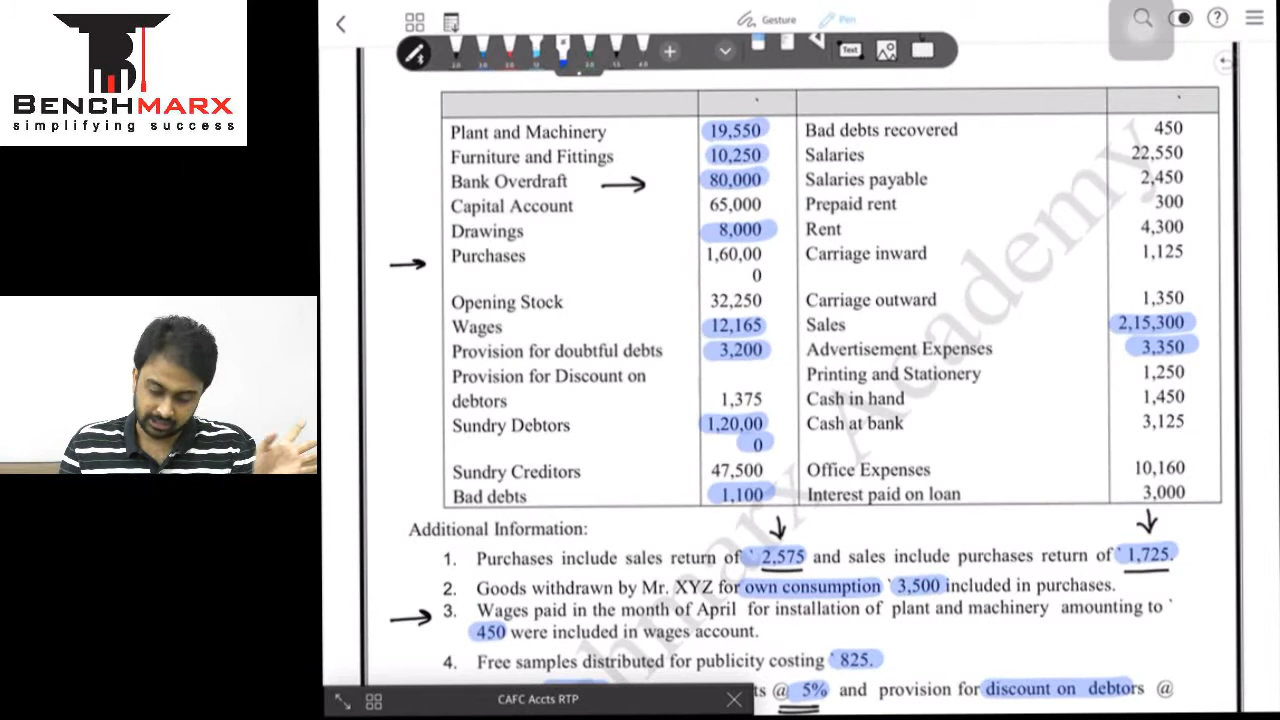 BENCHMARX
simplifying success
Gesture
Pen
Text
Plant and Machinery 19,550 Bad debts recovered 450
Furniture and Fittings 10,250 Salaries 22,550
Bank Overdraft 80,000 Salaries payable 2,450
Capital Account 65,000 Prepaid rent 300
Drawings 8,000 Rent 4,300
Purchases 1,60,00 Carriage inward 1,125
0
Opening Stock 32,250 Carriage outward 1,350
Wages 12,165 Sales 2,15,300
Provision for doubtful debts 3,200 Advertisement Expenses 3,350
Provision for Discount on Printing and Stationery 1,250
debtors 1,375 Cash in hand 1,450
Sundry Debtors 1,20,00 Cash at bank 3,125
0
Sundry Creditors 47,500 Office Expenses 10,160
Bad debts 1,100 Interest paid on loan 3,000
Additional Information:
1. Purchases include sales return of ` 2,575 and sales include purchases return of ` 1,725.
2. Goods withdrawn by Mr. XYZ for own consumption ` 3,500 included in purchases.
3. Wages paid in the month of April for installation of plant and machinery amounting to `
450 were included in wages account.
4. Free samples distributed for publicity costing ` 825.
ts @ 5% and provision for discount on debtors @
CAFC Accts RTP
Benchmarx Academy